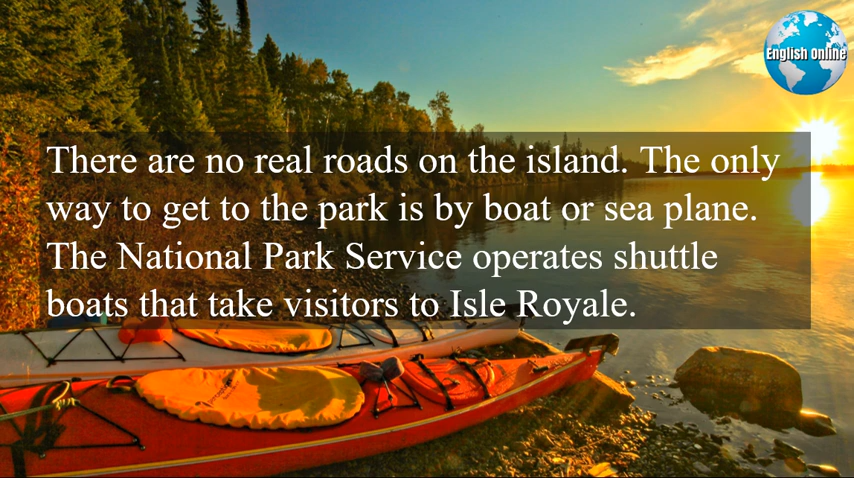 English Online
There are no real roads on the island. The only
way to get to the park is by boat or sea plane.
The National Park Service operates shuttle
boats that take visitors to Isle Royale.